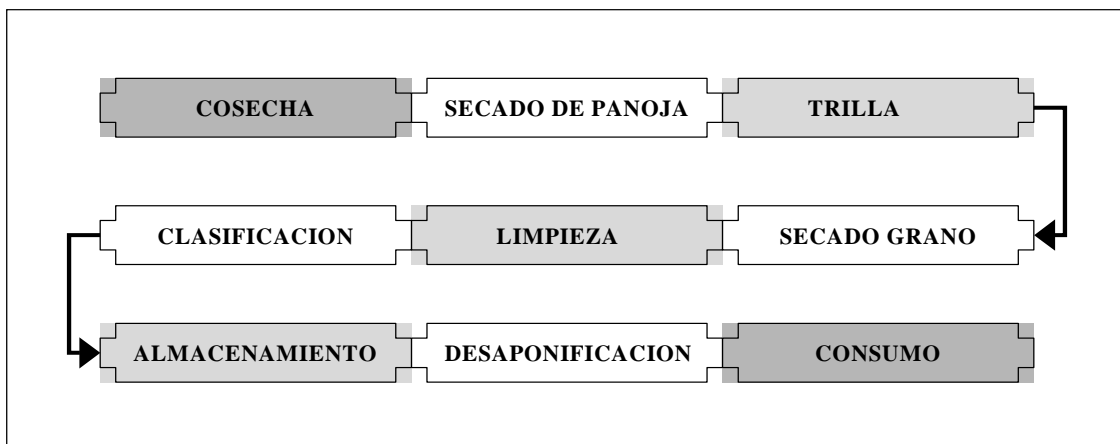 COSECHA
SECADO DE PANOJA
TRILLA
CLASIFICACION
LIMPIEZA
SECADO GRANO
ALMACENAMIENTO
DESAPONIFICACION
CONSUMO